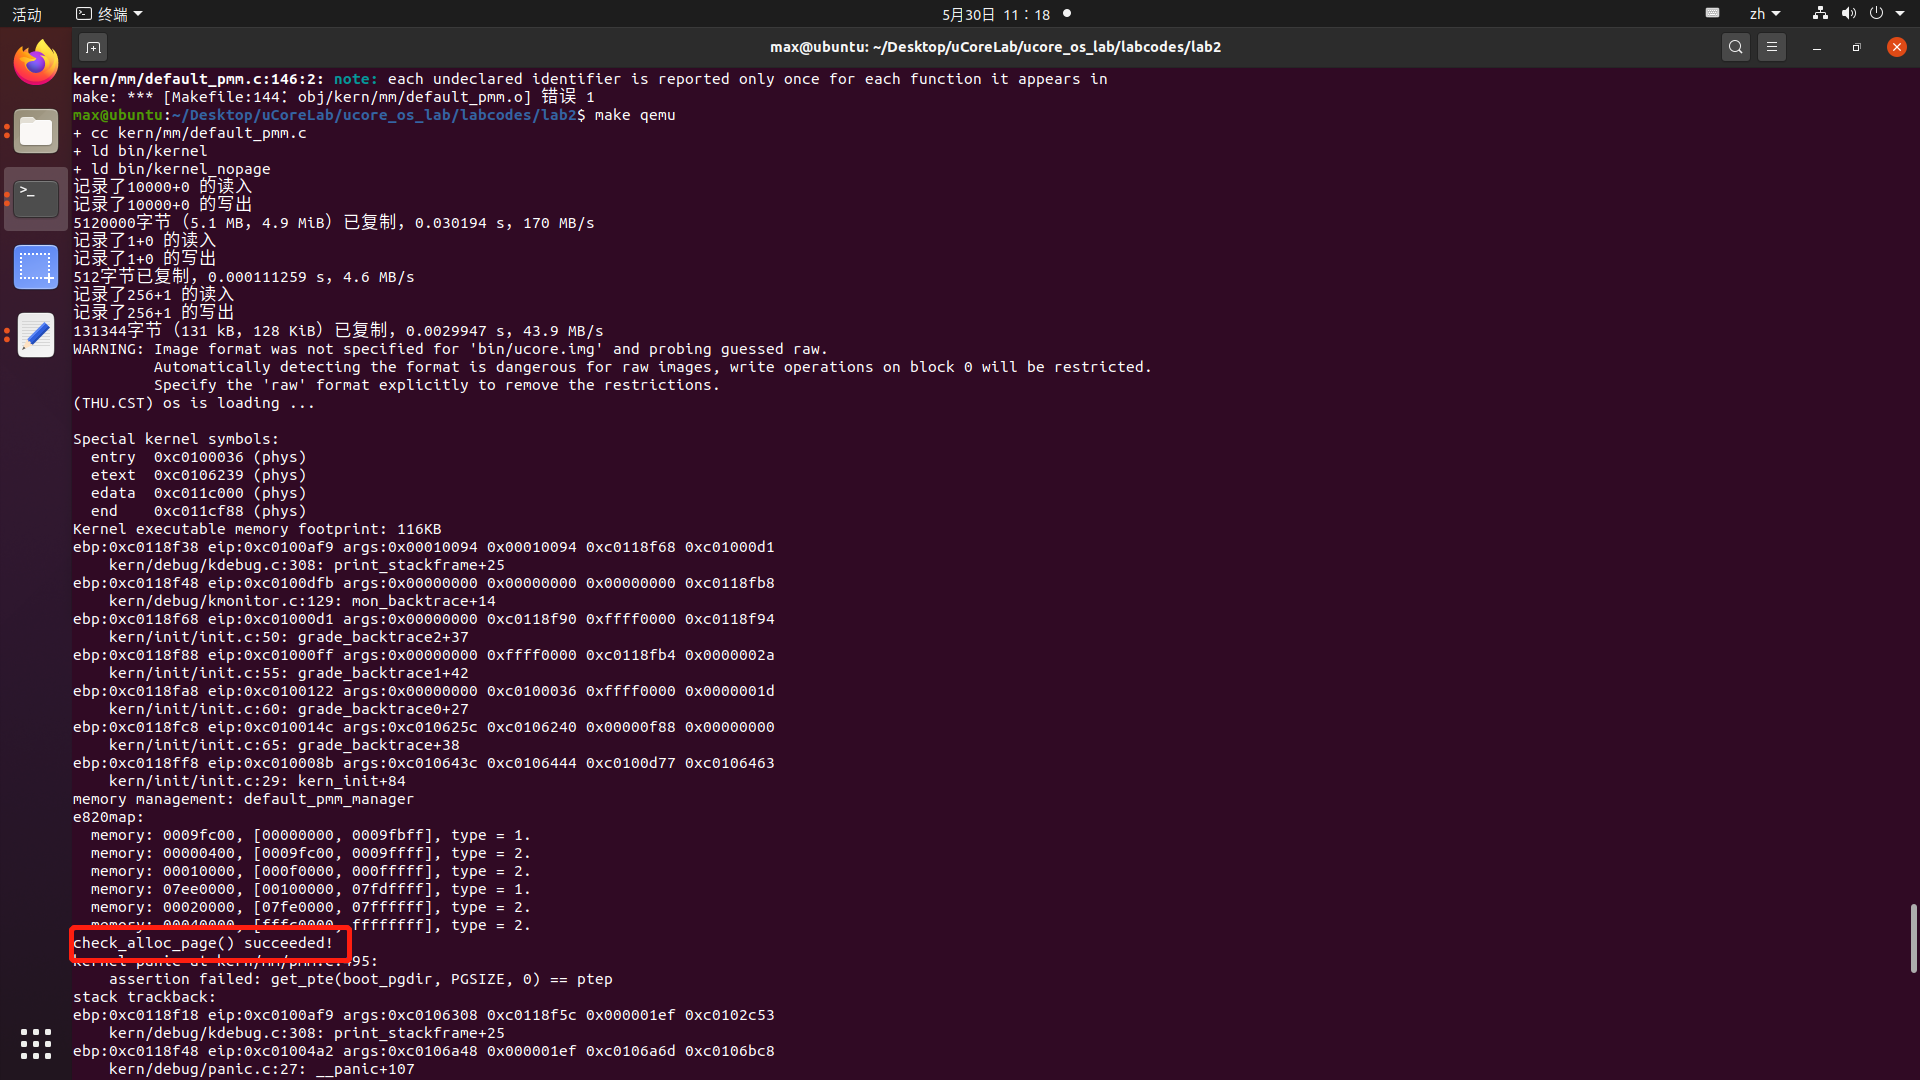 活动 终端 5月30日 11：18 zh
max@ubuntu: ~/Desktop/uCoreLab/ucore_os_lab/labcodes/lab2
kern/mm/default_pmm.c:146:2: note: each undeclared identifier is reported only once for each function it appears in
make: *** [Makefile:144：obj/kern/mm/default_pmm.o] 错误 1
max@ubuntu:~/Desktop/uCoreLab/ucore_os_lab/labcodes/lab2$ make qemu
+ cc kern/mm/default_pmm.c
+ ld bin/kernel
+ ld bin/kernel_nopage
记录了10000+0 的读入
记录了10000+0 的写出
5120000字节（5.1 MB，4.9 MiB）已复制，0.030194 s，170 MB/s
记录了1+0 的读入
记录了1+0 的写出
512字节已复制，0.000111259 s，4.6 MB/s
记录了256+1 的读入
记录了256+1 的写出
131344字节（131 kB，128 KiB）已复制，0.0029947 s，43.9 MB/s
WARNING: Image format was not specified for 'bin/ucore.img' and probing guessed raw.
         Automatically detecting the format is dangerous for raw images, write operations on block 0 will be restricted.
         Specify the 'raw' format explicitly to remove the restrictions.
(THU.CST) os is loading ...
Special kernel symbols:
  entry  0xc0100036 (phys)
  etext  0xc0106239 (phys)
  edata  0xc011c000 (phys)
  end    0xc011cf88 (phys)
Kernel executable memory footprint: 116KB
ebp:0xc0118f38 eip:0xc0100af9 args:0x00010094 0x00010094 0xc0118f68 0xc01000d1
    kern/debug/kdebug.c:308: print_stackframe+25
ebp:0xc0118f48 eip:0xc0100dfb args:0x00000000 0x00000000 0x00000000 0xc0118fb8
    kern/debug/kmonitor.c:129: mon_backtrace+14
ebp:0xc0118f68 eip:0xc01000d1 args:0x00000000 0xc0118f90 0xffff0000 0xc0118f94
    kern/init/init.c:50: grade_backtrace2+37
ebp:0xc0118f88 eip:0xc01000ff args:0x00000000 0xffff0000 0xc0118fb4 0x0000002a
    kern/init/init.c:55: grade_backtrace1+42
ebp:0xc0118fa8 eip:0xc0100122 args:0x00000000 0xc0100036 0xffff0000 0x0000001d
    kern/init/init.c:60: grade_backtrace0+27
ebp:0xc0118fc8 eip:0xc010014c args:0xc010625c 0xc0106240 0x00000f88 0x00000000
    kern/init/init.c:65: grade_backtrace+38
ebp:0xc0118ff8 eip:0xc010008b args:0xc010643c 0xc0106444 0xc0100d77 0xc0106463
    kern/init/init.c:29: kern_init+84
memory management: default_pmm_manager
e820map:
  memory: 0009fc00, [00000000, 0009fbff], type = 1.
  memory: 00000400, [0009fc00, 0009ffff], type = 2.
  memory: 00010000, [000f0000, 000fffff], type = 2.
  memory: 07ee0000, [00100000, 07fdffff], type = 1.
  memory: 00020000, [07fe0000, 07ffffff], type = 2.
  memory: 00040000, [fffc0000, ffffffff], type = 2.
check_alloc_page() succeeded!
kernel panic at kern/mm/pmm.c:495:
    assertion failed: get_pte(boot_pgdir, PGSIZE, 0) == ptep
stack trackback:
ebp:0xc0118f18 eip:0xc0100af9 args:0xc0106308 0xc0118f5c 0x000001ef 0xc0102c53
    kern/debug/kdebug.c:308: print_stackframe+25
ebp:0xc0118f48 eip:0xc01004a2 args:0xc0106a48 0x000001ef 0xc0106a6d 0xc0106bc8
    kern/debug/panic.c:27: __panic+107